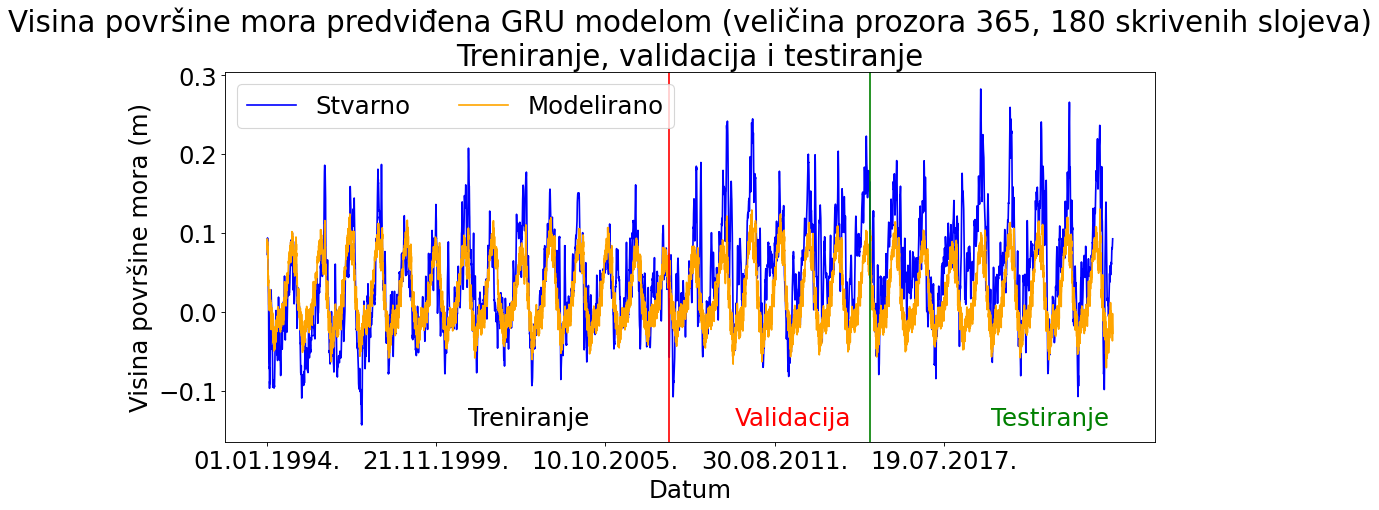 Visina površine mora predviđena GRU modelom (veličina prozora 365, 180 skrivenih slojeva)
Treniranje, validacija i testiranje
Stvarno
Modelirano
Visina površine mora (m)
0.3
0.2
0.1
0.0
−0.1
Treniranje
Validacija
Testiranje
01.01.1994.
21.11.1999.
10.10.2005.
30.08.2011.
19.07.2017.
Datum